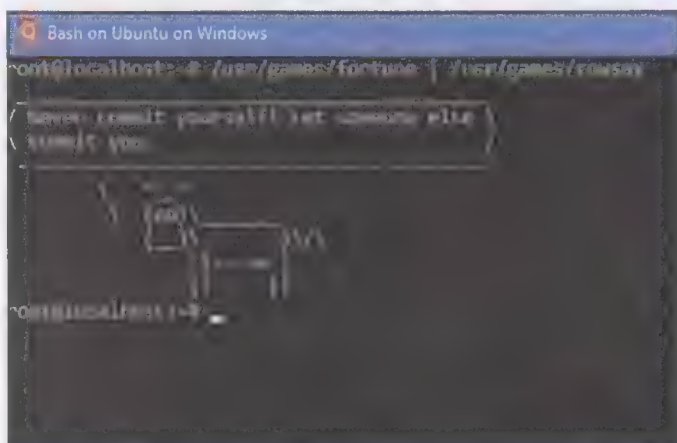 Bash on Ubuntu on Windows
root@localhost:~# /usr/games/fortune | /usr/games/cowsay
commit yourself! let someone else
commit you.
(oo)
root@localhost:~#